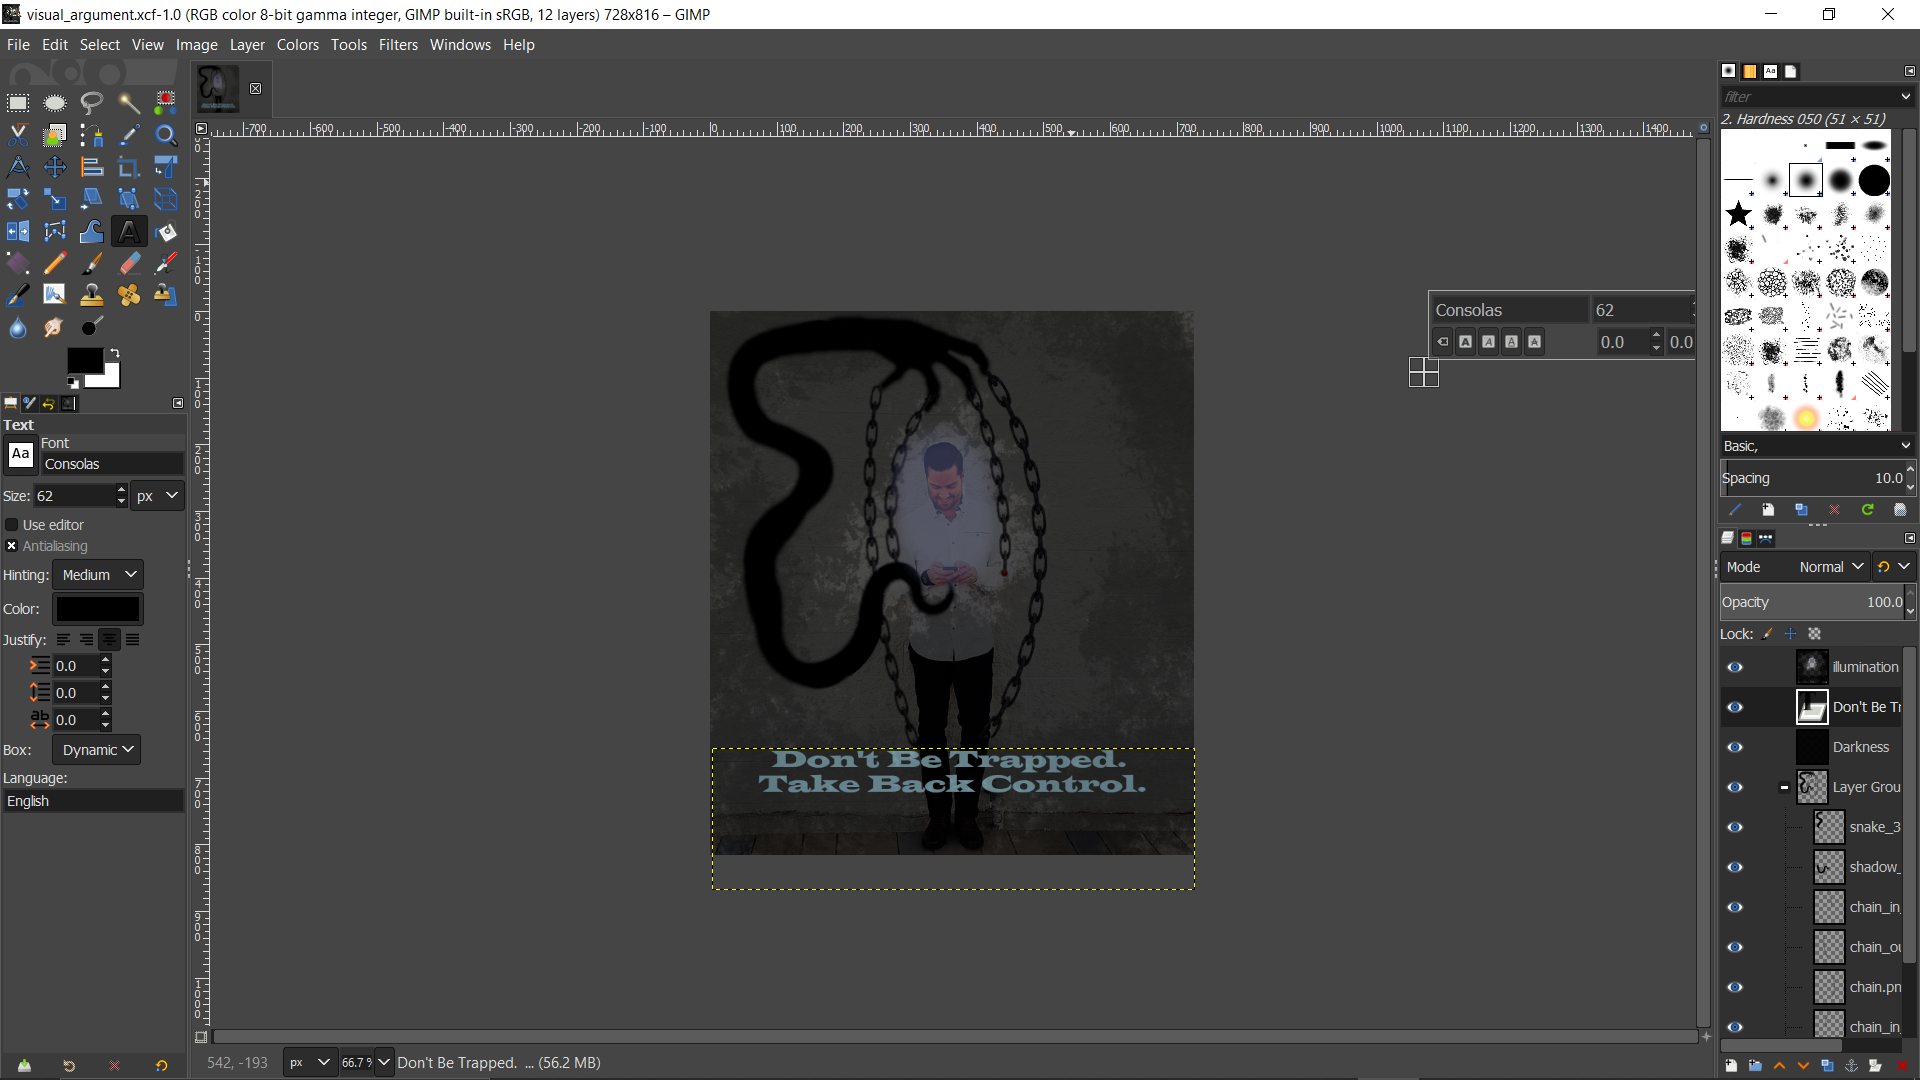 visual_argument.xcf-1.0 (RGB color 8-bit gamma integer, GIMP built-in sRGB, 12 layers) 728x816 – GIMP
File Edit Select View Image Layer Colors Tools Filters Windows Help
-700 -600 -500 -400 -300 -200 -100 0 100 200 300 400 500 600 700 800 900 1000 1100 1200 1300 1400
filter
2. Hardness 050 (51 × 51)
Consolas 62
0.0 0.0
Text
Font
Aa Consolas
Size: 62 px
Use editor
Antialiasing
Hinting: Medium
Color:
Justify:
0.0
0.0
0.0
Box: Dynamic
Language:
English
Don't Be Trapped.
Take Back Control.
Basic,
Spacing 10.0
Mode Normal
Opacity 100.0
Lock:
illumination
Don't Be Tr
Darkness
Layer Grou
snake_3
shadow_
chain_in
chain_ou
chain.pn
chain_in
542, -193 px 66.7 % Don't Be Trapped. ... (56.2 MB)